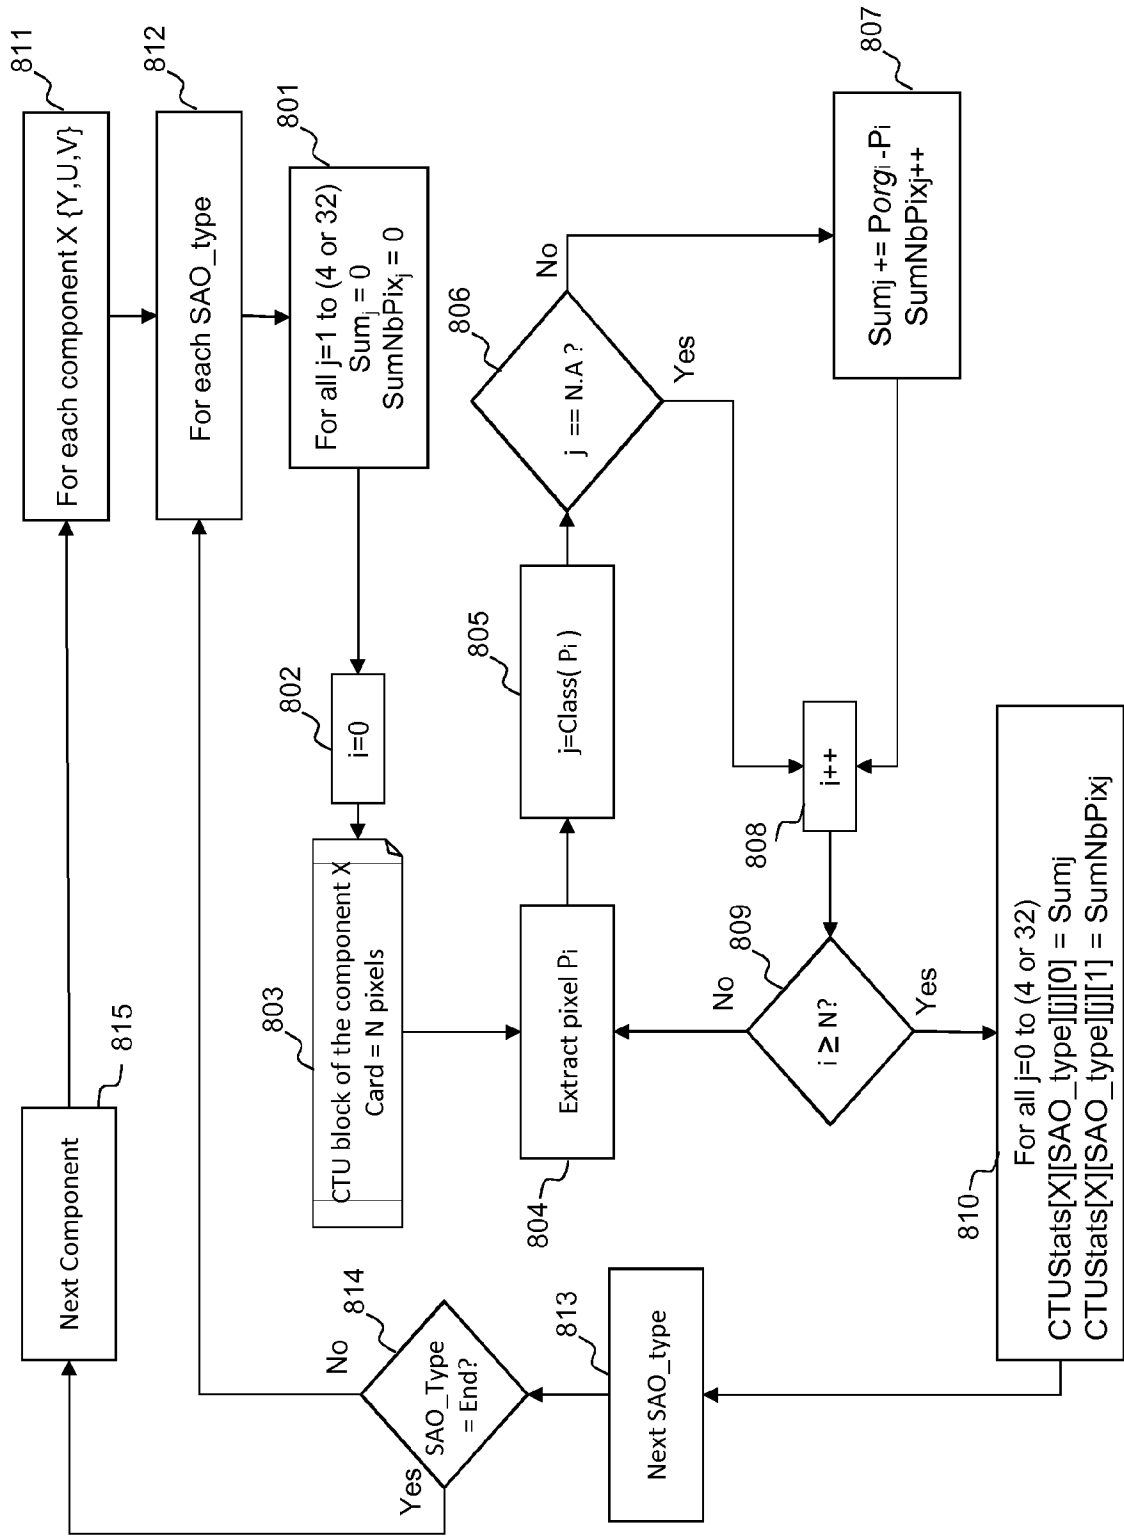 811
For each component X {Y,U,V}
812
For each SAO_type
801
For all j=1 to (4 or 32)
Sumj = 0
SumNbPixj = 0
802
i=0
803
CTU block of the component X
Card = N pixels
804
Extract pixel Pi
805
j=Class( Pi )
806
j == N.A ?
No
Yes
807
Sumj += Porgi -Pi
SumNbPixj++
808
i++
809
i ≥ N?
No
Yes
810
For all j=0 to (4 or 32)
CTUStats[X][SAO_type][j][0] = Sumj
CTUStats[X][SAO_type][j][1] = SumNbPixj
813
Next SAO_type
814
SAO_Type
= End?
No
Yes
815
Next Component